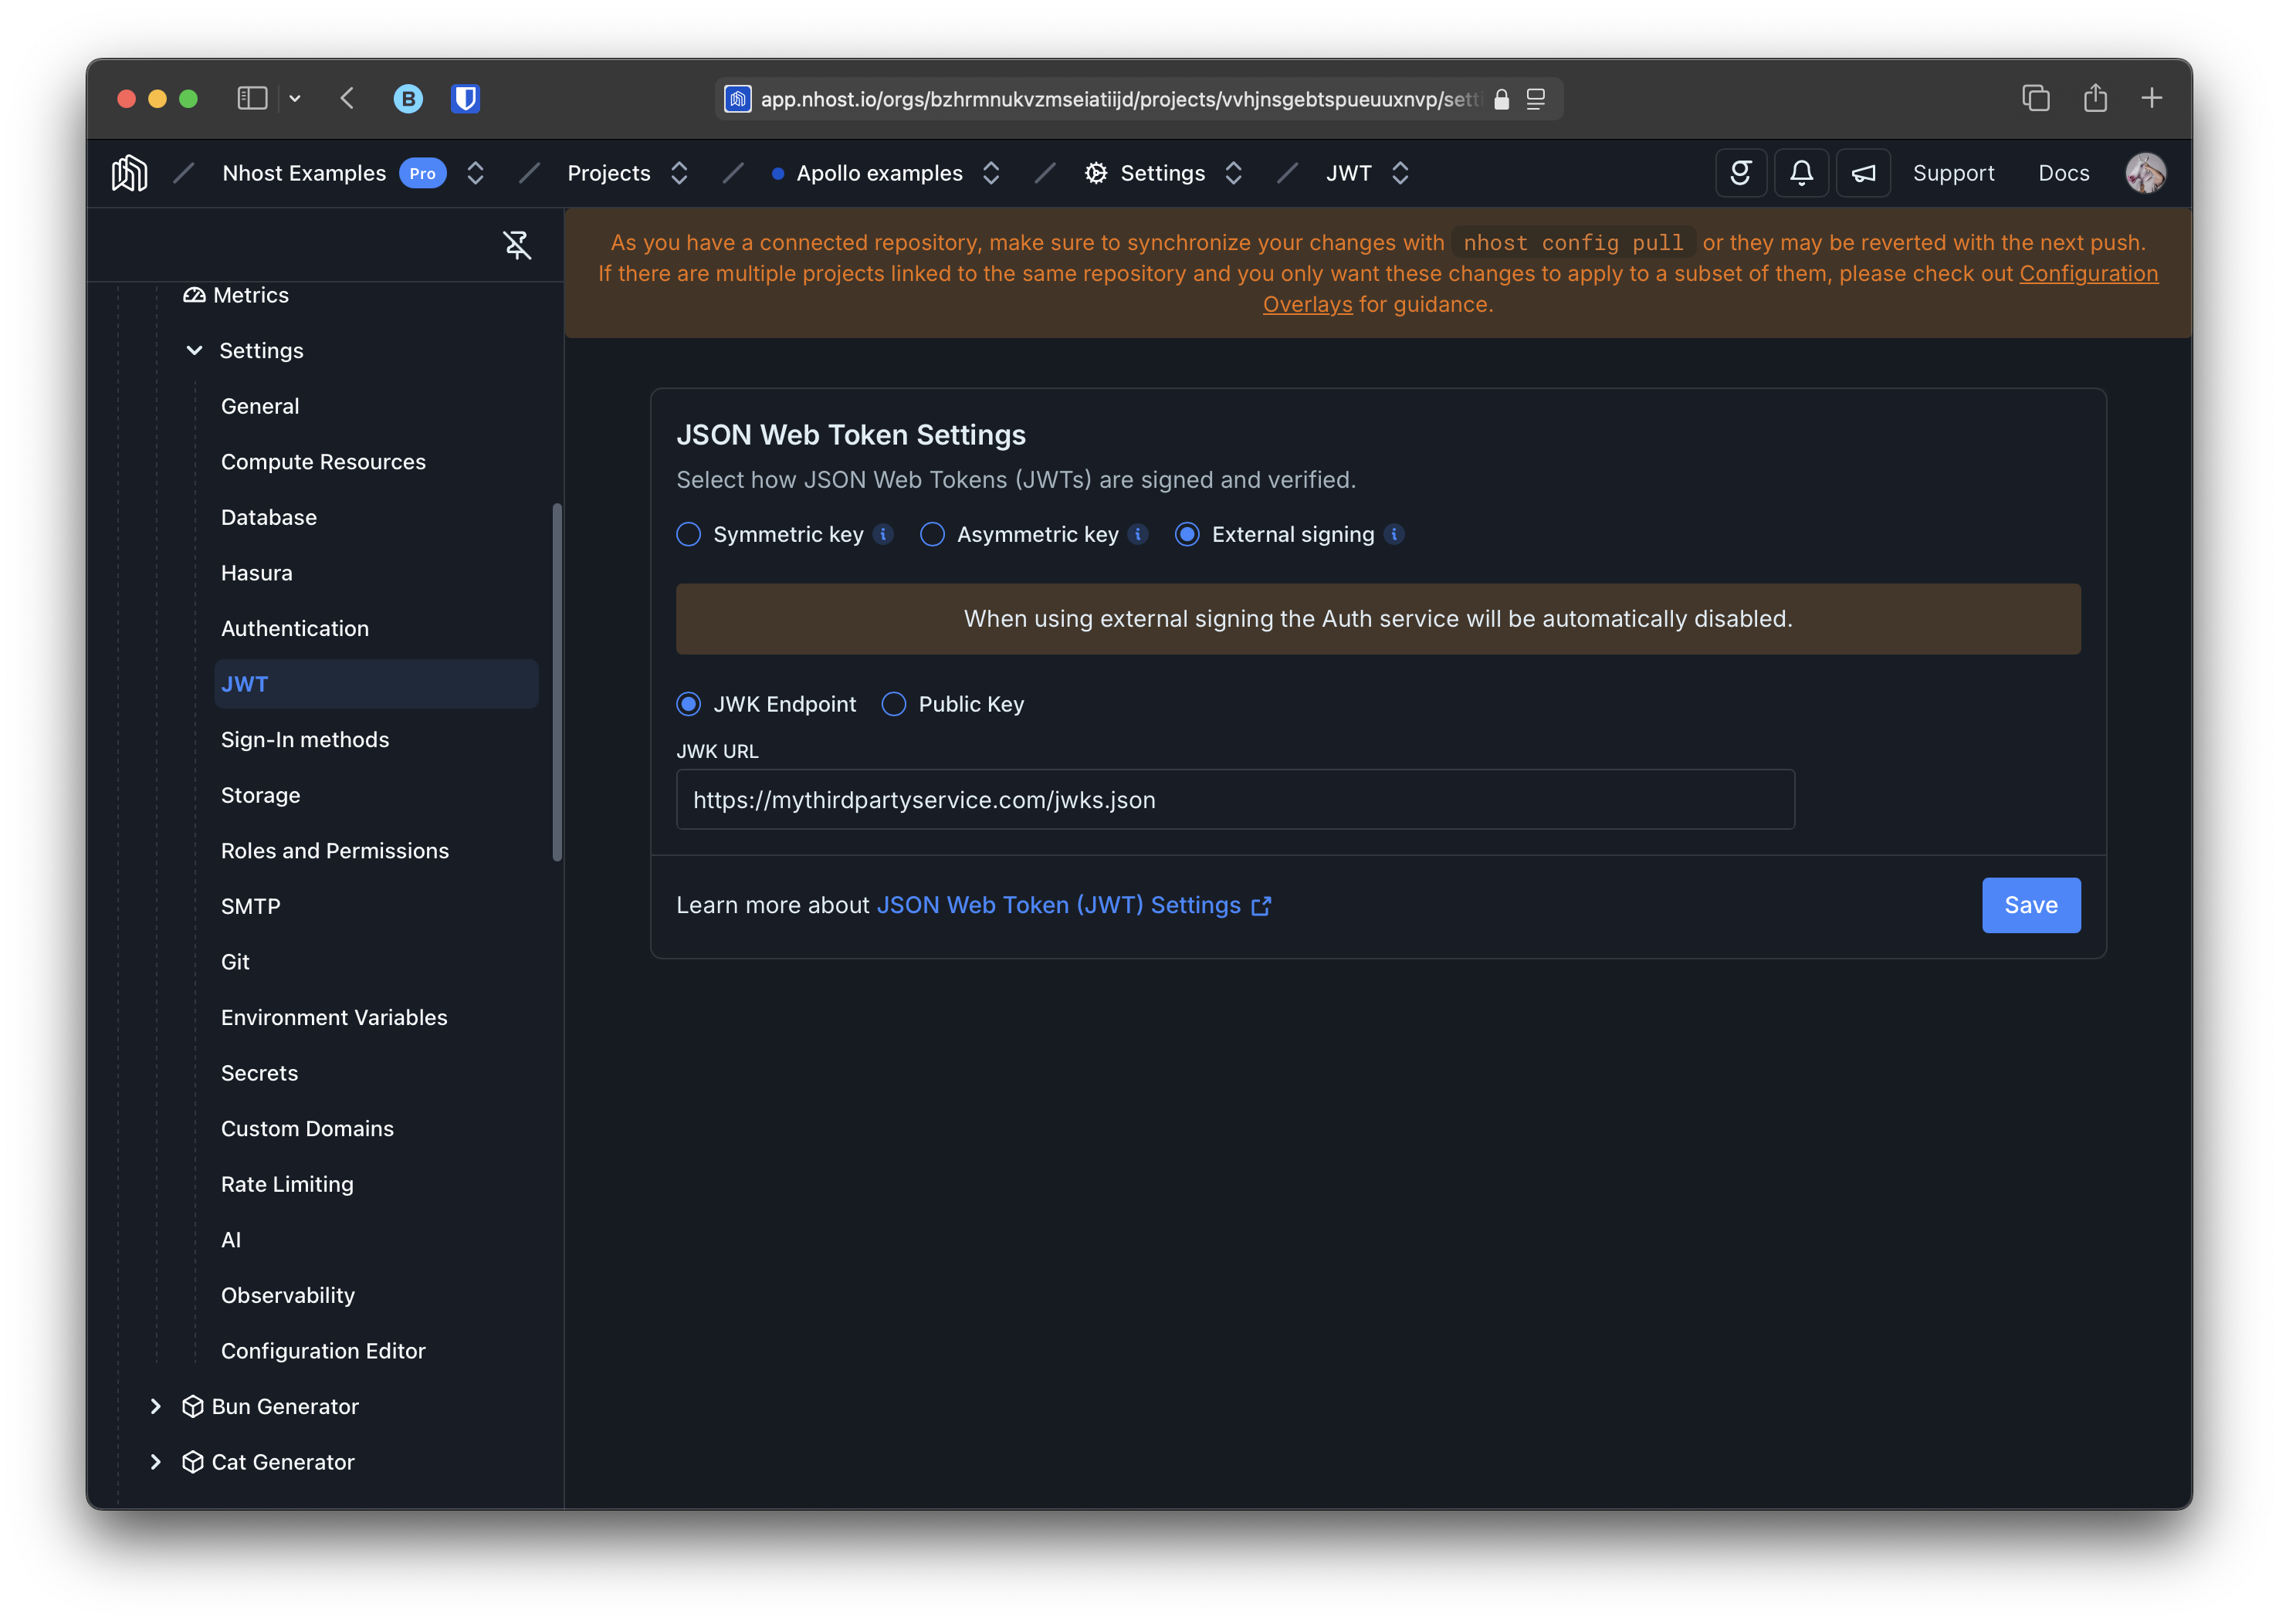 B
app.nhost.io/orgs/bzhrmnukvzmseiatiijd/projects/vvhjnsgebtspueuuxnvp/sett
Nhost Examples Pro Projects Apollo examples Settings JWT Support Docs
As you have a connected repository, make sure to synchronize your changes with nhost config pull or they may be reverted with the next push.
If there are multiple projects linked to the same repository and you only want these changes to apply to a subset of them, please check out Configuration
Overlays for guidance.
Metrics
Settings
General
Compute Resources
Database
Hasura
Authentication
JWT
Sign-In methods
Storage
Roles and Permissions
SMTP
Git
Environment Variables
Secrets
Custom Domains
Rate Limiting
AI
Observability
Configuration Editor
Bun Generator
Cat Generator
JSON Web Token Settings
Select how JSON Web Tokens (JWTs) are signed and verified.
Symmetric key Asymmetric key External signing
When using external signing the Auth service will be automatically disabled.
JWK Endpoint Public Key
JWK URL
https://mythirdpartyservice.com/jwks.json
Learn more about JSON Web Token (JWT) Settings
Save